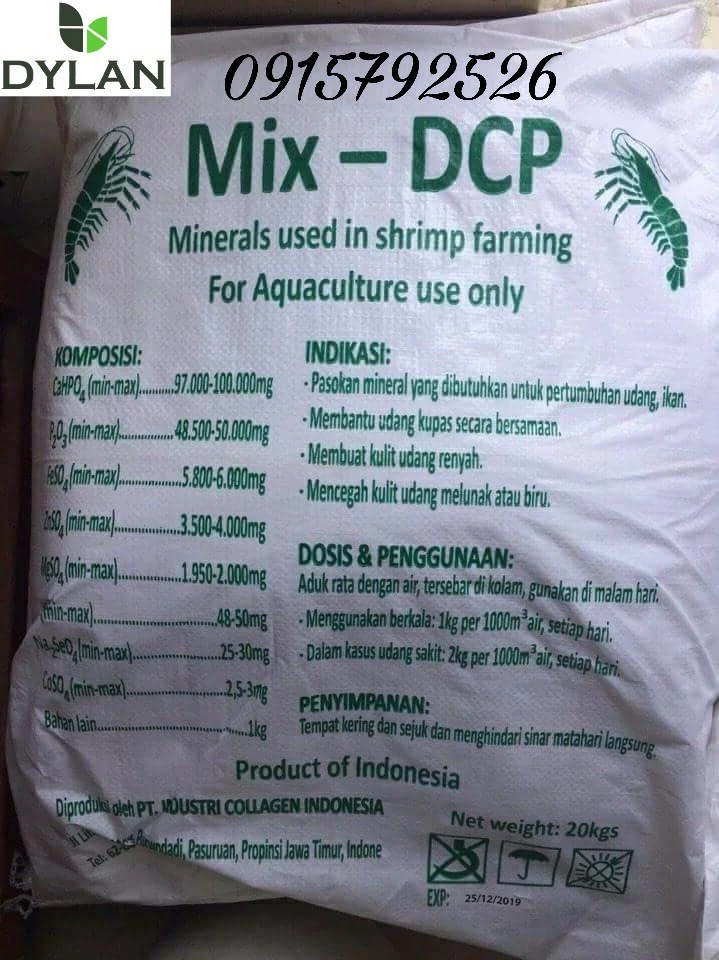 DYLAN
0915792526
Mix – DCP
Minerals used in shrimp farming
For Aquaculture use only
KOMPOSISI:
CaHPO4 (min-max)..........97.000-100.000mg
P2O3 (min-max)...............48.500-50.000mg
FeSO4 (min-max)..................5.800-6.000mg
ZnSO4 (min-max)..................3.500-4.000mg
MgSO4 (min-max)..................1.950-2.000mg
(min-max)...................................48-50mg
Na2SeO4 (min-max).........................25-30mg
CoSO4 (min-max)............................2,5-3mg
Bahan lain...........................................1kg
INDIKASI:
- Pasokan mineral yang dibutuhkan untuk pertumbuhan udang, ikan.
- Membantu udang kupas secara bersamaan.
- Membuat kulit udang renyah.
- Mencegah kulit udang melunak atau biru.
DOSIS & PENGGUNAAN:
Aduk rata dengan air, tersebar di kolam, gunakan di malam hari.
- Menggunakan berkala: 1kg per 1000m³ air, setiap hari.
- Dalam kasus udang sakit: 2kg per 1000m³ air, setiap hari.
PENYIMPANAN:
Tempat kering dan sejuk dan menghindari sinar matahari langsung.
Product of Indonesia
Diproduksi oleh PT. INDUSTRI COLLAGEN INDONESIA
Pasuruan, Propinsi Jawa Timur, Indone
Tel:
Net weight: 20kgs
EXP: 25/12/2019